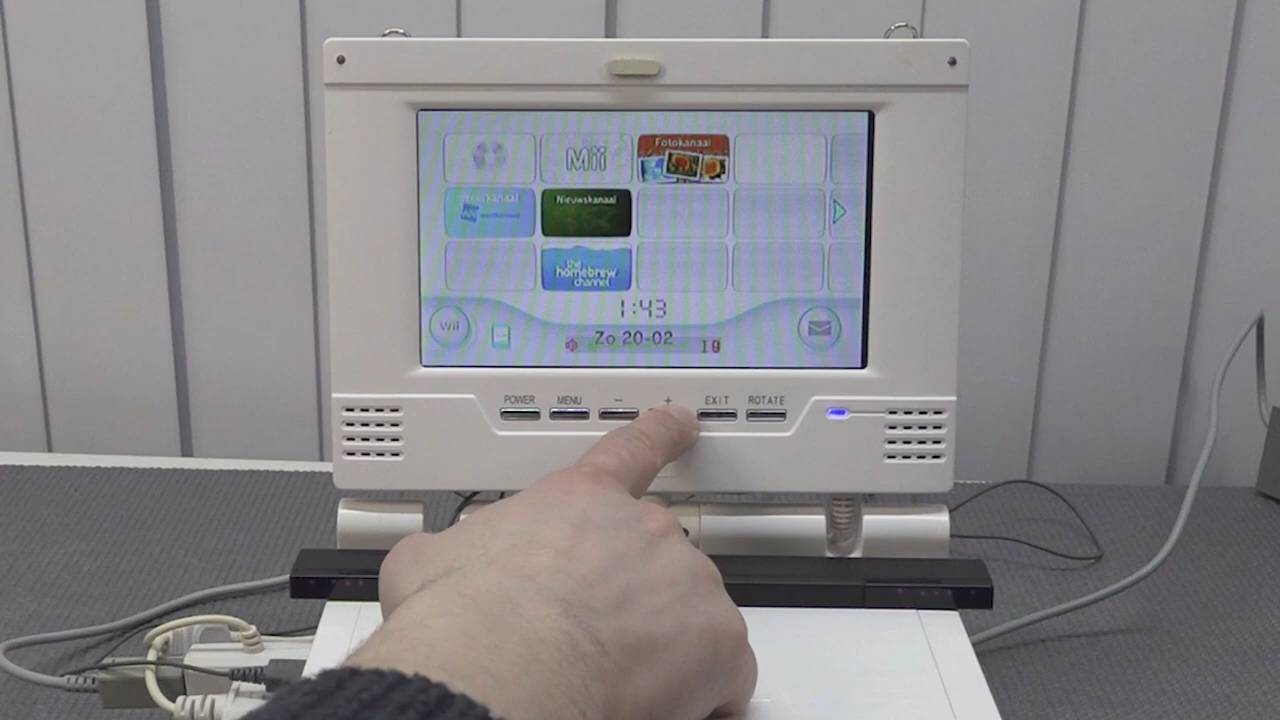 Mii
Fotokanaal
Nieuwskanaal
the
homebrew
channel
1:43
Wii
Zo 20-02
POWER MENU − + EXIT ROTATE